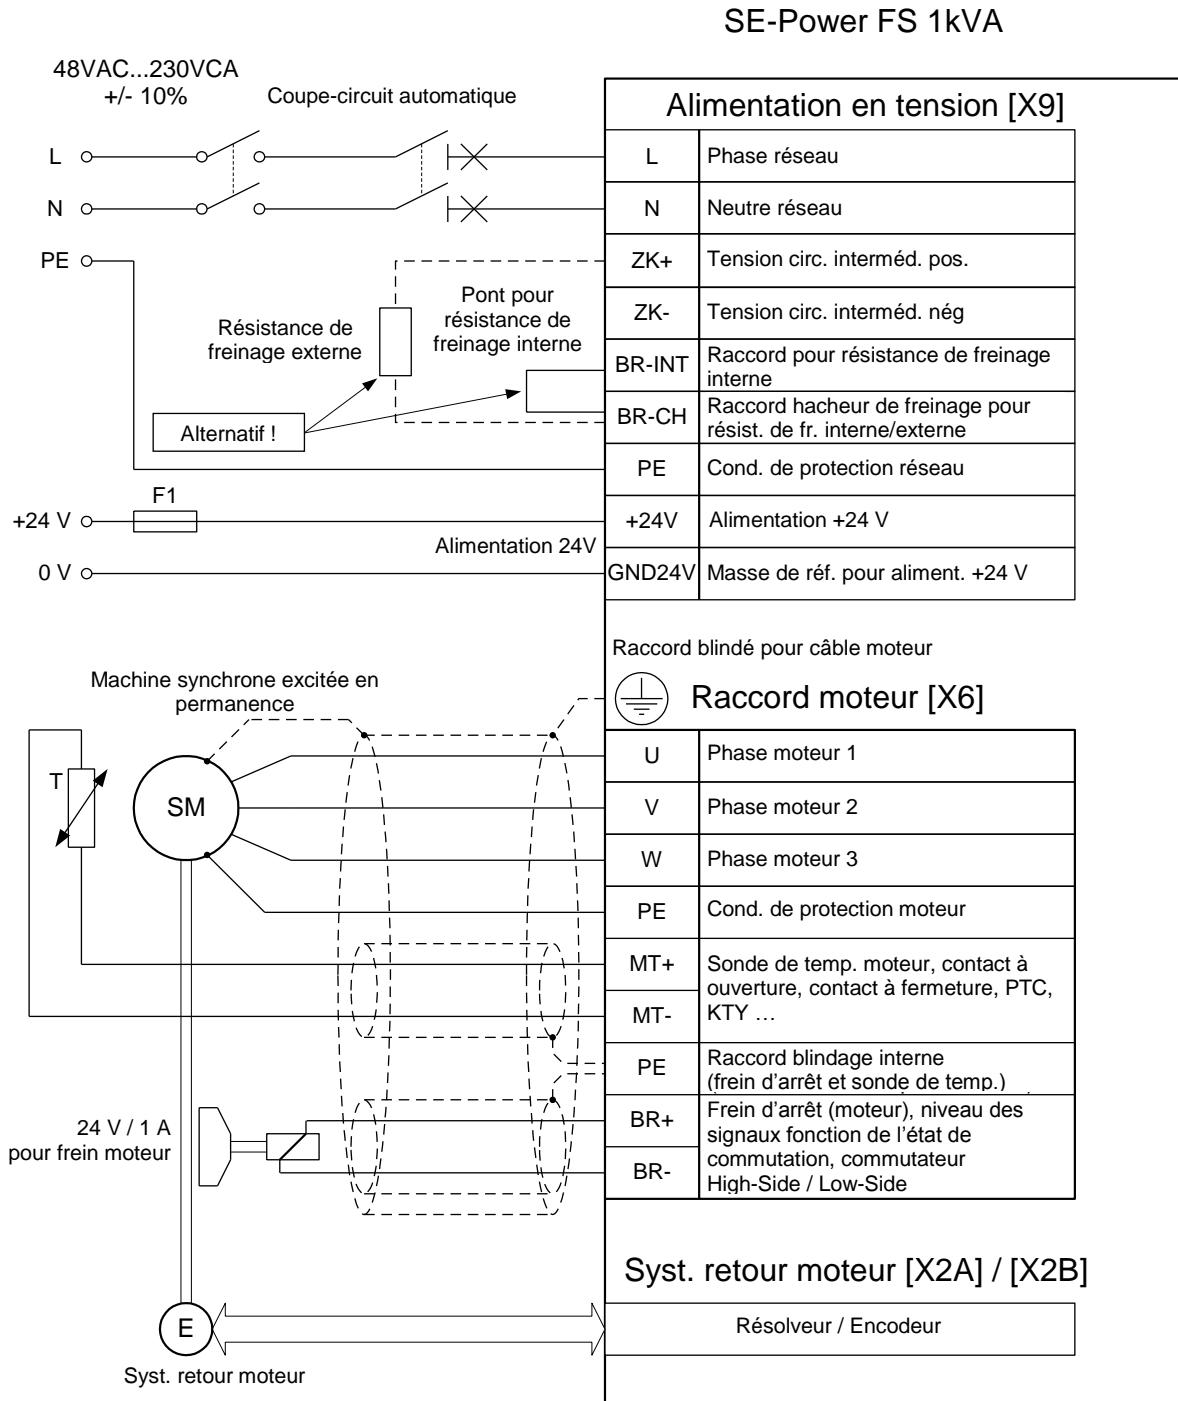 SE-Power FS 1kVA
48VAC...230VCA
+/- 10%
Coupe-circuit automatique
Alimentation en tension [X9]
L
L
Phase réseau
N
N
Neutre réseau
PE
ZK+
Tension circ. interméd. pos.
ZK-
Tension circ. interméd. nég
Pont pour
résistance de
freinage interne
Résistance de
freinage externe
BR-INT
Raccord pour résistance de freinage
interne
BR-CH
Raccord hacheur de freinage pour
résist. de fr. interne/externe
Alternatif !
PE
Cond. de protection réseau
F1
+24 V
+24V
Alimentation +24 V
Alimentation 24V
0 V
GND24V
Masse de réf. pour aliment. +24 V
Raccord blindé pour câble moteur
Machine synchrone excitée en
permanence
Raccord moteur [X6]
T
SM
U
Phase moteur 1
V
Phase moteur 2
W
Phase moteur 3
PE
Cond. de protection moteur
MT+
MT-
Sonde de temp. moteur, contact à
ouverture, contact à fermeture, PTC,
KTY …
PE
Raccord blindage interne
(frein d'arrêt et sonde de temp.)
24 V / 1 A
pour frein moteur
BR+
BR-
Frein d'arrêt (moteur), niveau des
signaux fonction de l'état de
commutation, commutateur
High-Side / Low-Side
Syst. retour moteur [X2A] / [X2B]
E
Résolveur / Encodeur
Syst. retour moteur